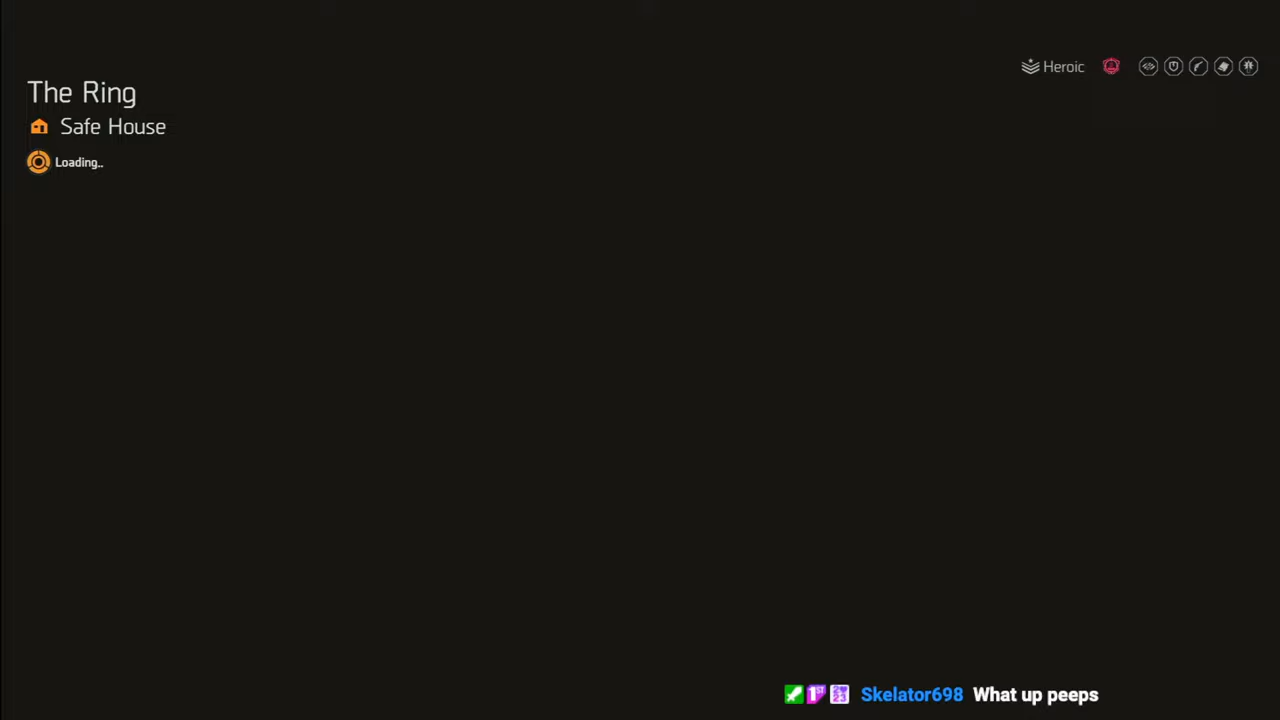 Heroic
The Ring
Safe House
Loading..
Skelator698 What up peeps